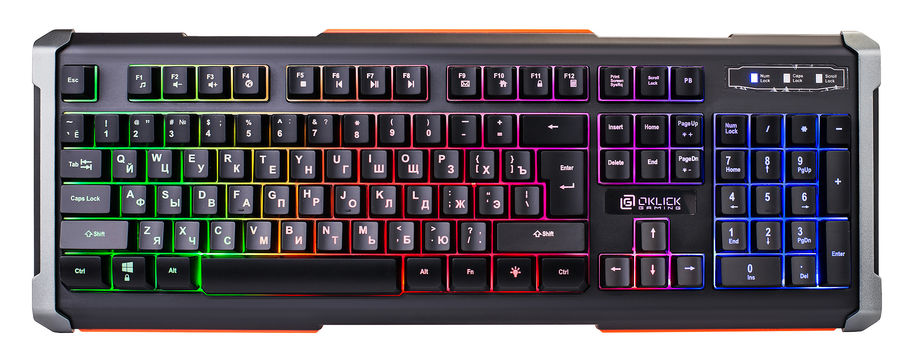 Esc F1 F2 F3 F4 F5 F6 F7 F8 F9 F10 F11 F12 Print Screen SysRq Scroll Lock PB Num Lock Caps Lock Scroll Lock
~ ` Ё ! 1 @ 2 " # 3 № $ 4 ; % 5 ^ 6 : & 7 ? * 8 ( 9 ) 0 _ - + = ← Insert Home PageUp Num Lock / * −
Tab Q Й W Ц E У R К T Е Y Н U Г I Ш O Щ P З { [ Х } ] Ъ Enter Delete End PageDn 7 Home 8 ↑ 9 PgUp +
Caps Lock A Ф S Ы D В F А G П H Р J О K Л L Д : ; Ж " ' Э | \ / OKLICK GAMING 4 ← 5 6 →
⇧Shift Z Я X Ч C С V М B И N Т M Ь < , Б > . Ю ? / ⇧Shift ↑ 1 End 2 ↓ 3 PgDn Enter
Ctrl Alt Alt Fn Ctrl ← ↓ → 0 Ins . Del